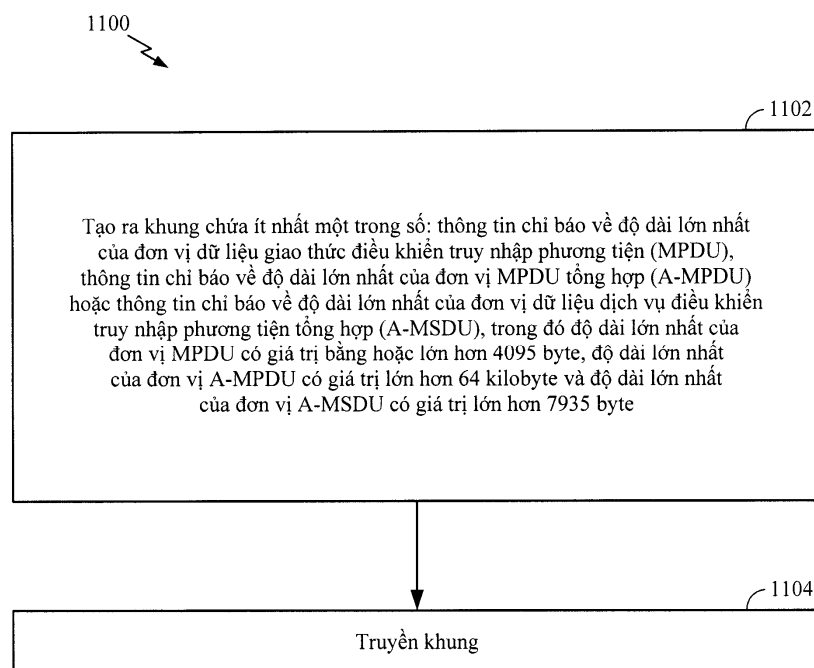 1100
1102
Tạo ra khung chứa ít nhất một trong số: thông tin chỉ báo về độ dài lớn nhất
của đơn vị dữ liệu giao thức điều khiển truy nhập phương tiện (MPDU),
thông tin chỉ báo về độ dài lớn nhất của đơn vị MPDU tổng hợp (A-MPDU)
hoặc thông tin chỉ báo về độ dài lớn nhất của đơn vị dữ liệu dịch vụ điều khiển
truy nhập phương tiện tổng hợp (A-MSDU), trong đó độ dài lớn nhất của
đơn vị MPDU có giá trị bằng hoặc lớn hơn 4095 byte, độ dài lớn nhất
của đơn vị A-MPDU có giá trị lớn hơn 64 kilobyte và độ dài lớn nhất
của đơn vị A-MSDU có giá trị lớn hơn 7935 byte
1104
Truyền khung